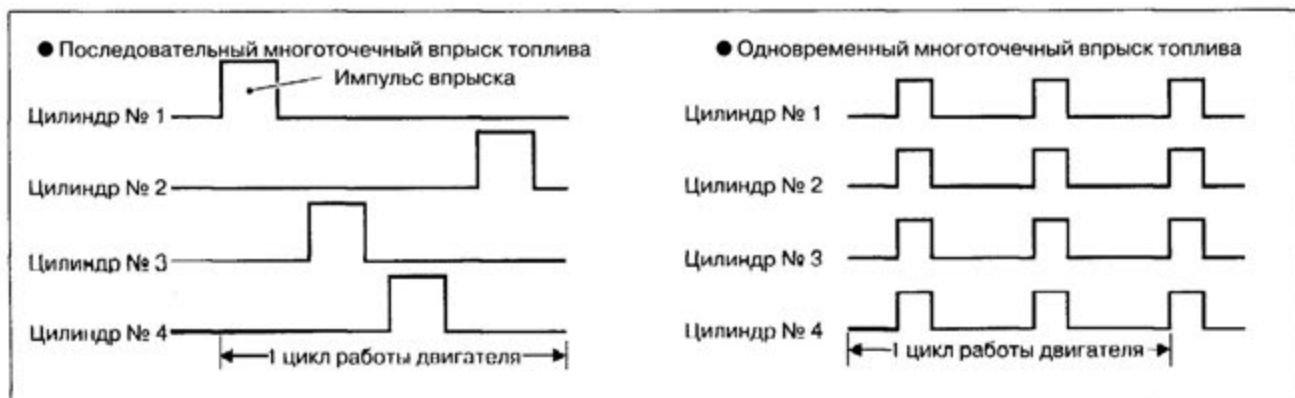 ● Последовательный многоточечный впрыск топлива
Импульс впрыска
Цилиндр № 1
Цилиндр № 2
Цилиндр № 3
Цилиндр № 4
1 цикл работы двигателя
● Одновременный многоточечный впрыск топлива
Цилиндр № 1
Цилиндр № 2
Цилиндр № 3
Цилиндр № 4
1 цикл работы двигателя